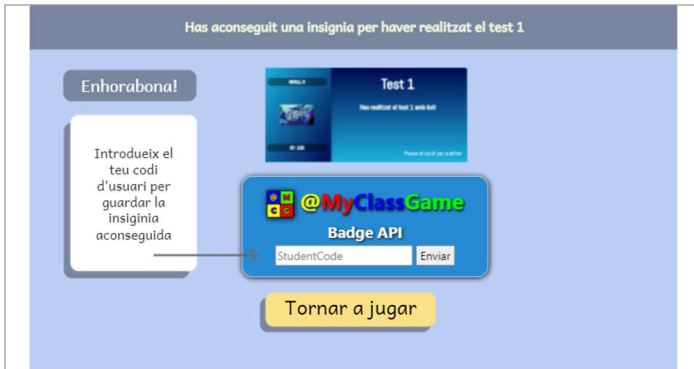 Has aconseguit una insignia per haver realitzat el test 1
Enhorabona!
Test 1
Has realitzat el test 1 amb èxit
Introdueix el
teu codi
d'usuari per
guardar la
insiginia
aconseguida
@MyClassGame
Badge API
StudentCode
Enviar
Tornar a jugar